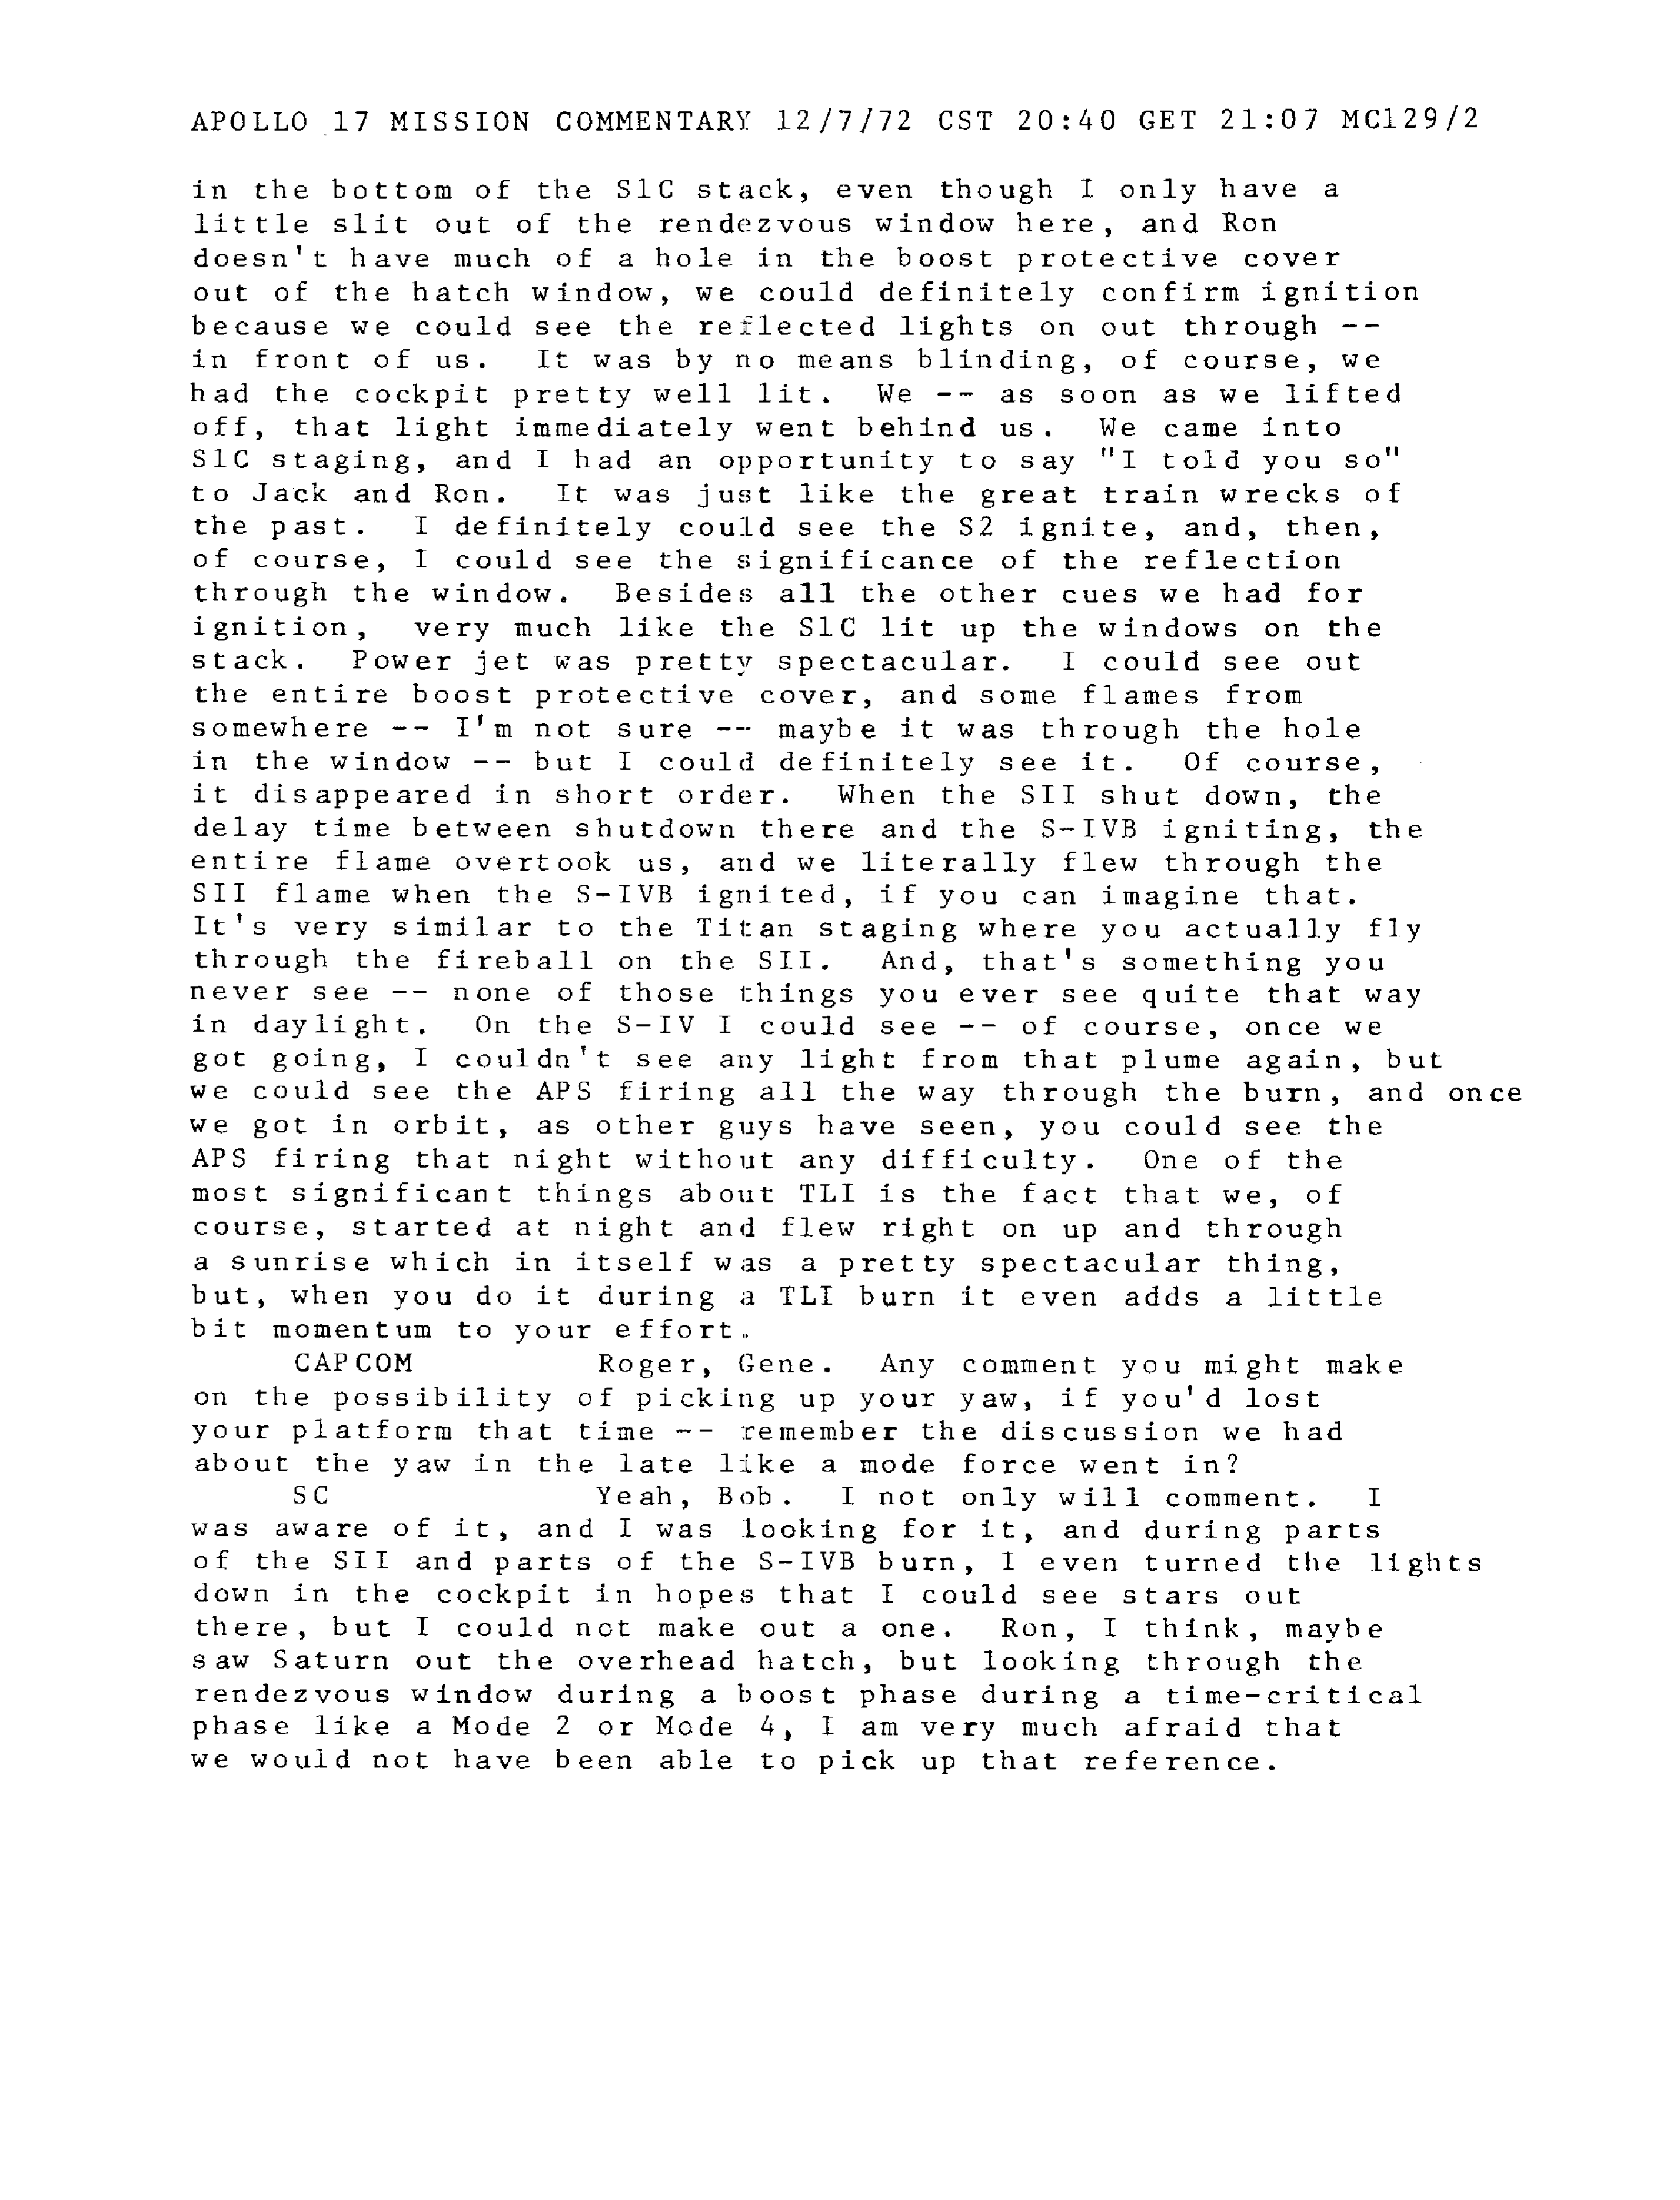 APOLLO 17 MISSION COMMENTARY 12/7/72 CST 20:40 GET 21:07 MC129/2
in the bottom of the S1C stack, even though I only have a
little slit out of the rendezvous window here, and Ron
doesn't have much of a hole in the boost protective cover
out of the hatch window, we could definitely confirm ignition
because we could see the reflected lights on out through --
in front of us. It was by no means blinding, of course, we
had the cockpit pretty well lit. We -- as soon as we lifted
off, that light immediately went behind us. We came into
S1C staging, and I had an opportunity to say "I told you so"
to Jack and Ron. It was just like the great train wrecks of
the past. I definitely could see the S2 ignite, and, then,
of course, I could see the significance of the reflection
through the window. Besides all the other cues we had for
ignition, very much like the S1C lit up the windows on the
stack. Power jet was pretty spectacular. I could see out
the entire boost protective cover, and some flames from
somewhere -- I'm not sure -- maybe it was through the hole
in the window -- but I could definitely see it. Of course,
it disappeared in short order. When the SII shut down, the
delay time between shutdown there and the S-IVB igniting, the
entire flame overtook us, and we literally flew through the
SII flame when the S-IVB ignited, if you can imagine that.
It's very similar to the Titan staging where you actually fly
through the fireball on the SII. And, that's something you
never see -- none of those things you ever see quite that way
in daylight. On the S-IV I could see -- of course, once we
got going, I couldn't see any light from that plume again, but
we could see the APS firing all the way through the burn, and once
we got in orbit, as other guys have seen, you could see the
APS firing that night without any difficulty. One of the
most significant things about TLI is the fact that we, of
course, started at night and flew right on up and through
a sunrise which in itself was a pretty spectacular thing,
but, when you do it during a TLI burn it even adds a little
bit momentum to your effort.
CAPCOM Roger, Gene. Any comment you might make
on the possibility of picking up your yaw, if you'd lost
your platform that time -- remember the discussion we had
about the yaw in the late like a mode force went in?
SC Yeah, Bob. I not only will comment. I
was aware of it, and I was looking for it, and during parts
of the SII and parts of the S-IVB burn, I even turned the lights
down in the cockpit in hopes that I could see stars out
there, but I could not make out a one. Ron, I think, maybe
saw Saturn out the overhead hatch, but looking through the
rendezvous window during a boost phase during a time-critical
phase like a Mode 2 or Mode 4, I am very much afraid that
we would not have been able to pick up that reference.